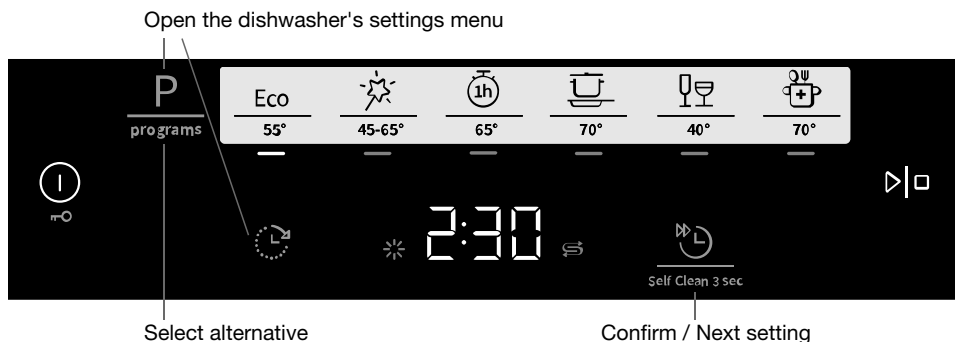 Open the dishwasher's settings menu
P
programs
Eco
1h
55°
45-65°
65°
70°
40°
70°
2:30
Self Clean 3 sec
Select alternative
Confirm / Next setting